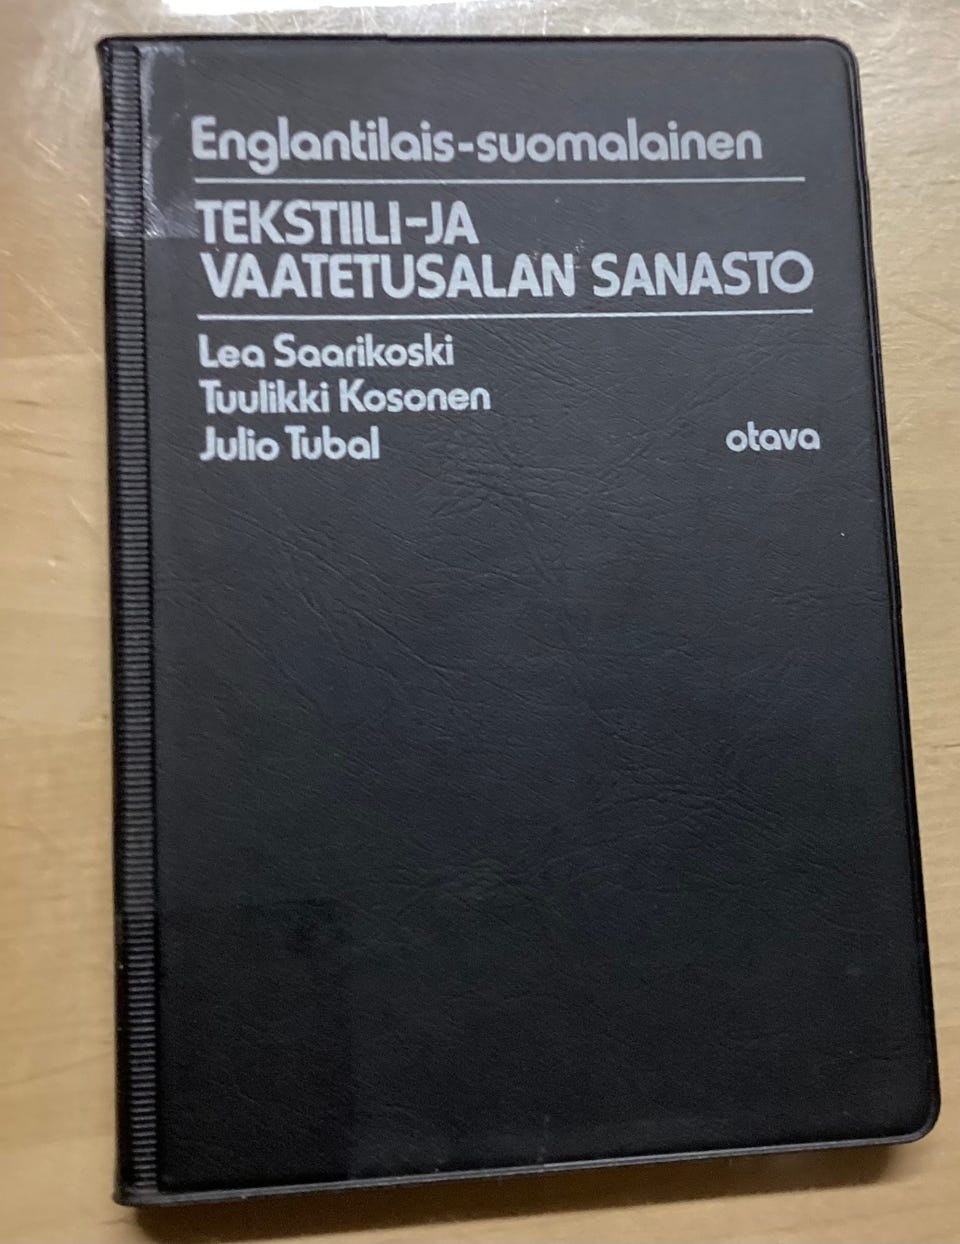 Englantilais-suomalainen
TEKSTIILI-JA
VAATETUSALAN SANASTO
Lea Saarikoski
Tuulikki Kosonen
Julio Tubal
otava